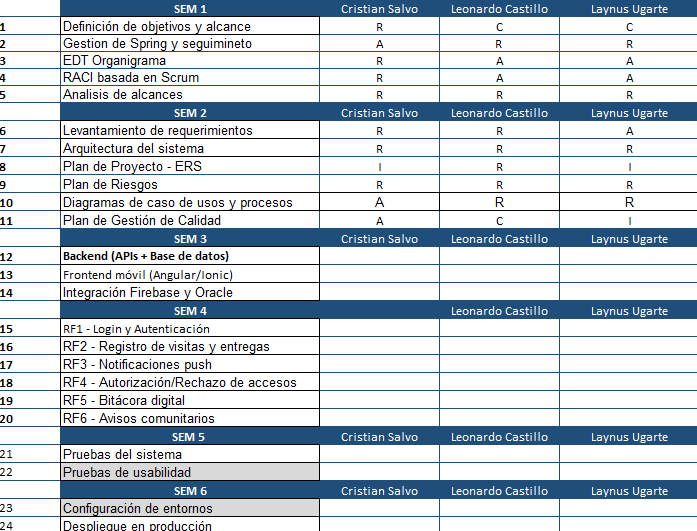 SEM 1 Cristian Salvo Leonardo Castillo Laynus Ugarte
1 Definición de objetivos y alcance R C C
2 Gestion de Spring y seguimineto A R R
3 EDT Organigrama R A A
4 RACI basada en Scrum R A A
5 Analisis de alcances R R R
SEM 2 Cristian Salvo Leonardo Castillo Laynus Ugarte
6 Levantamiento de requerimientos R R A
7 Arquitectura del sistema R R R
8 Plan de Proyecto - ERS I R I
9 Plan de Riesgos R R R
10 Diagramas de caso de usos y procesos A R R
11 Plan de Gestión de Calidad A C I
SEM 3 Cristian Salvo Leonardo Castillo Laynus Ugarte
12 Backend (APIs + Base de datos)
13 Frontend móvil (Angular/Ionic)
14 Integración Firebase y Oracle
SEM 4 Leonardo Castillo Laynus Ugarte
15 RF1 - Login y Autenticación
16 RF2 - Registro de visitas y entregas
17 RF3 - Notificaciones push
18 RF4 - Autorización/Rechazo de accesos
19 RF5 - Bitácora digital
20 RF6 - Avisos comunitarios
SEM 5 Cristian Salvo Leonardo Castillo Laynus Ugarte
21 Pruebas del sistema
22 Pruebas de usabilidad
SEM 6 Cristian Salvo Leonardo Castillo Laynus Ugarte
23 Configuración de entornos
24 Despliegue en producción